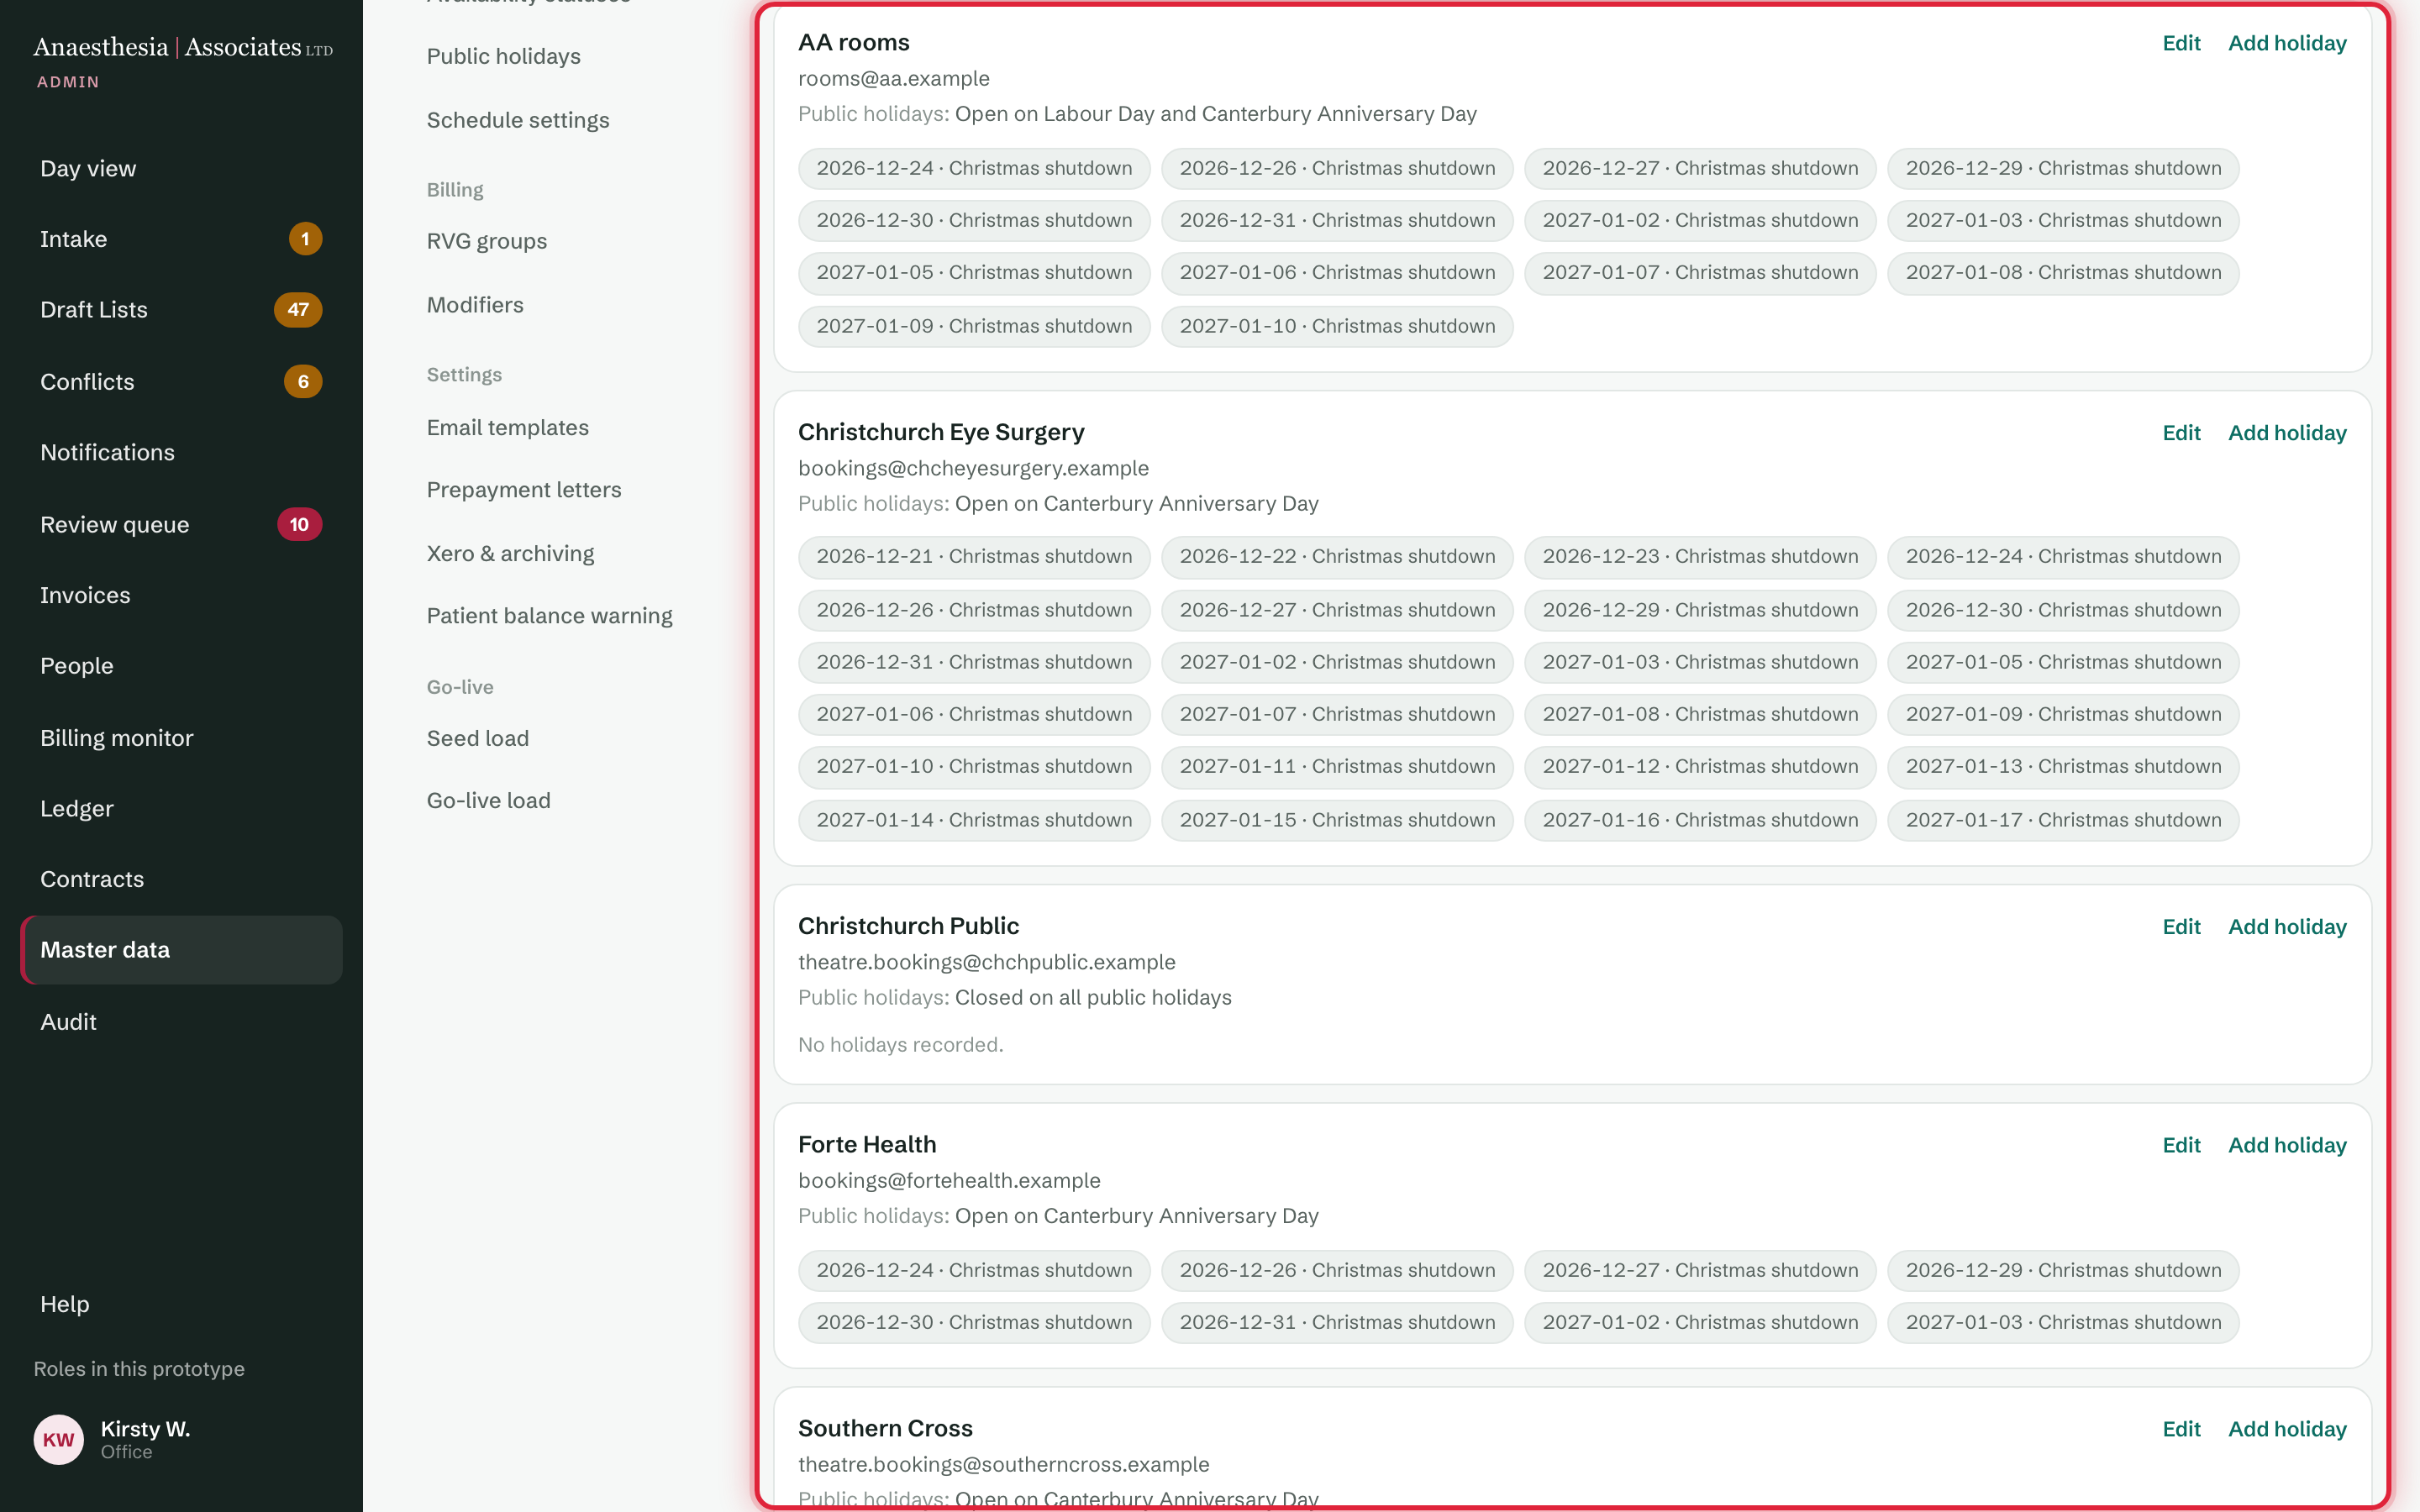 Anaesthesia | Associates LTD
ADMIN
Day view
Intake 1
Draft Lists 47
Conflicts 6
Notifications
Review queue 10
Invoices
People
Billing monitor
Ledger
Contracts
Master data
Audit
Help
Roles in this prototype
KW
Kirsty W.
Office
Availability statuses
Public holidays
Schedule settings
Billing
RVG groups
Modifiers
Settings
Email templates
Prepayment letters
Xero & archiving
Patient balance warning
Go-live
Seed load
Go-live load
AA rooms Edit Add holiday
rooms@aa.example
Public holidays: Open on Labour Day and Canterbury Anniversary Day
2026-12-24 · Christmas shutdown 2026-12-26 · Christmas shutdown 2026-12-27 · Christmas shutdown 2026-12-29 · Christmas shutdown
2026-12-30 · Christmas shutdown 2026-12-31 · Christmas shutdown 2027-01-02 · Christmas shutdown 2027-01-03 · Christmas shutdown
2027-01-05 · Christmas shutdown 2027-01-06 · Christmas shutdown 2027-01-07 · Christmas shutdown 2027-01-08 · Christmas shutdown
2027-01-09 · Christmas shutdown 2027-01-10 · Christmas shutdown
Christchurch Eye Surgery Edit Add holiday
bookings@chcheyesurgery.example
Public holidays: Open on Canterbury Anniversary Day
2026-12-21 · Christmas shutdown 2026-12-22 · Christmas shutdown 2026-12-23 · Christmas shutdown 2026-12-24 · Christmas shutdown
2026-12-26 · Christmas shutdown 2026-12-27 · Christmas shutdown 2026-12-29 · Christmas shutdown 2026-12-30 · Christmas shutdown
2026-12-31 · Christmas shutdown 2027-01-02 · Christmas shutdown 2027-01-03 · Christmas shutdown 2027-01-05 · Christmas shutdown
2027-01-06 · Christmas shutdown 2027-01-07 · Christmas shutdown 2027-01-08 · Christmas shutdown 2027-01-09 · Christmas shutdown
2027-01-10 · Christmas shutdown 2027-01-11 · Christmas shutdown 2027-01-12 · Christmas shutdown 2027-01-13 · Christmas shutdown
2027-01-14 · Christmas shutdown 2027-01-15 · Christmas shutdown 2027-01-16 · Christmas shutdown 2027-01-17 · Christmas shutdown
Christchurch Public Edit Add holiday
theatre.bookings@chchpublic.example
Public holidays: Closed on all public holidays
No holidays recorded.
Forte Health Edit Add holiday
bookings@fortehealth.example
Public holidays: Open on Canterbury Anniversary Day
2026-12-24 · Christmas shutdown 2026-12-26 · Christmas shutdown 2026-12-27 · Christmas shutdown 2026-12-29 · Christmas shutdown
2026-12-30 · Christmas shutdown 2026-12-31 · Christmas shutdown 2027-01-02 · Christmas shutdown 2027-01-03 · Christmas shutdown
Southern Cross Edit Add holiday
theatre.bookings@southerncross.example
Public holidays: Open on Canterbury Anniversary Day